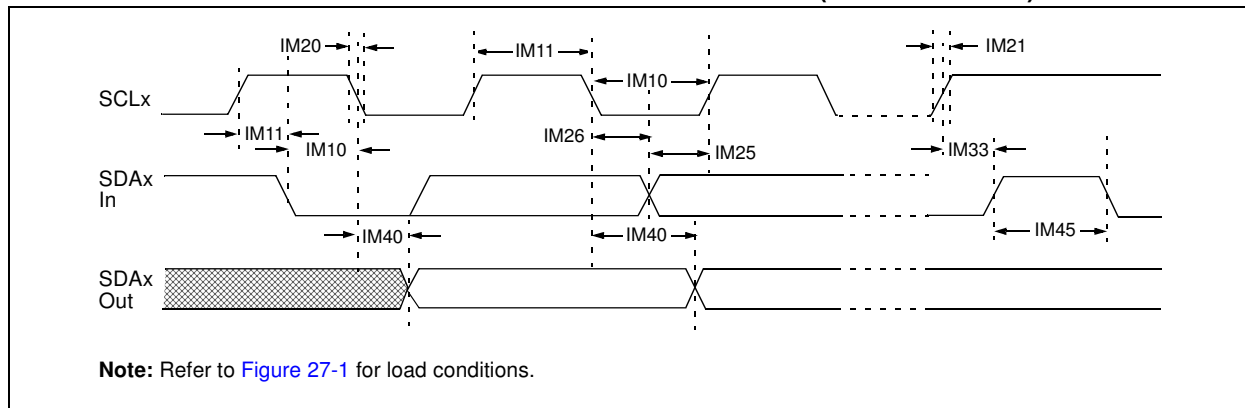 IM20
IM11
IM21
IM10
SCLx
IM11
IM10
IM26
IM25
IM33
SDAx
In
IM40
IM40
IM45
SDAx
Out
Note: Refer to Figure 27-1 for load conditions.